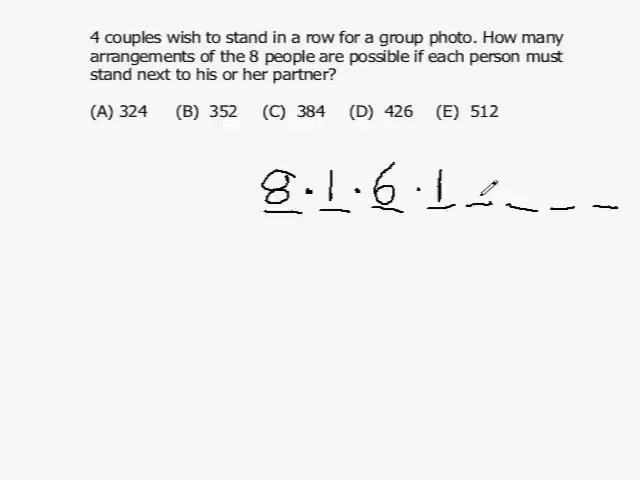 4 couples wish to stand in a row for a group photo. How many
arrangements of the 8 people are possible if each person must
stand next to his or her partner?
(A) 324 (B) 352 (C) 384 (D) 426 (E) 512
8 · 1 · 6 · 1